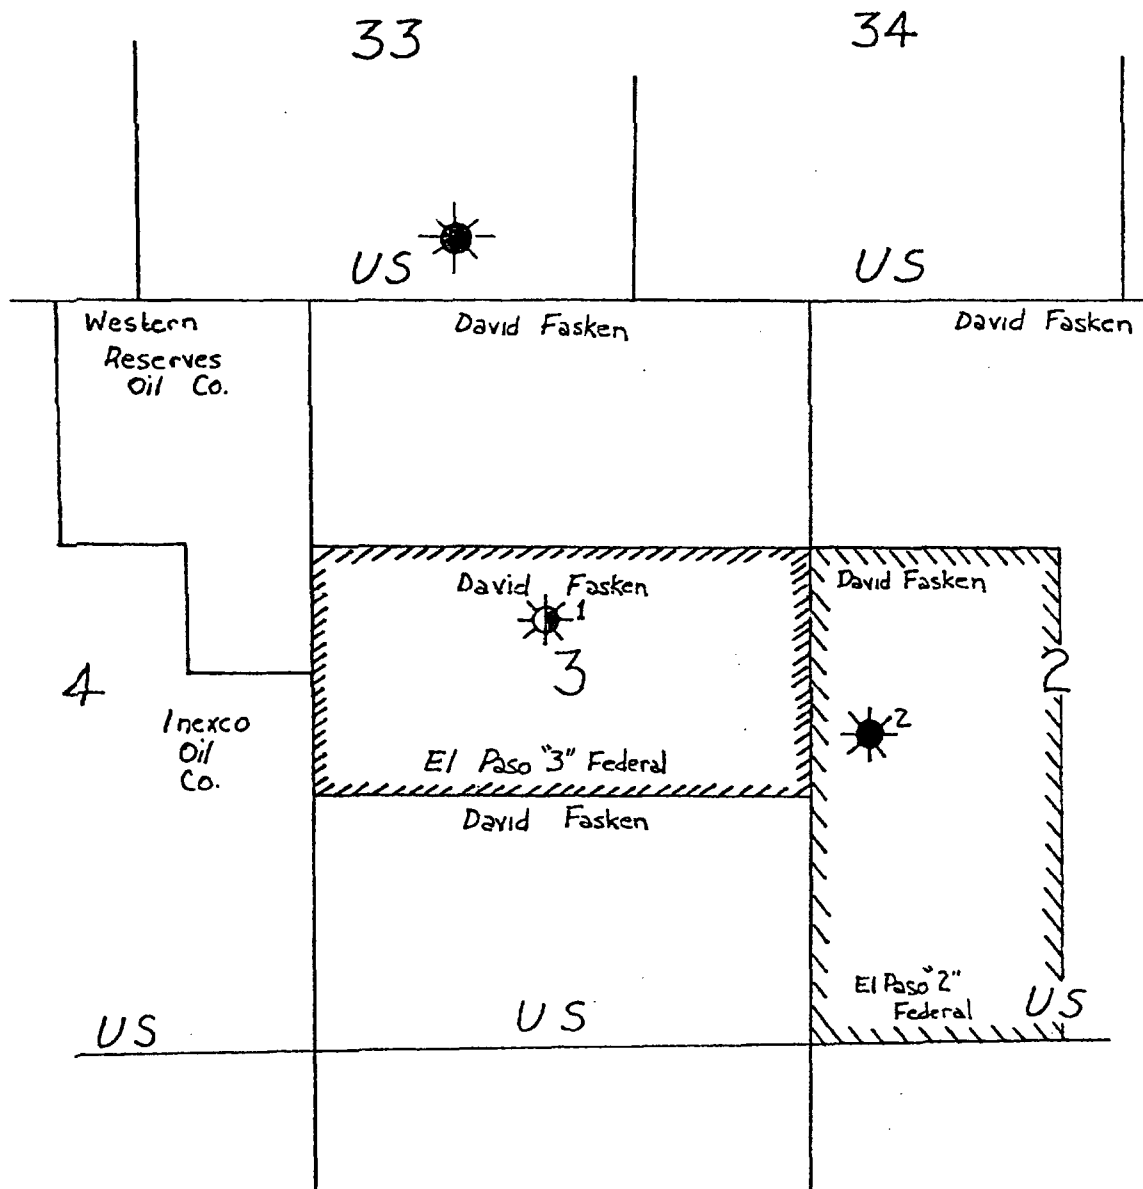 33
34
US
US
Western
Reserves
Oil Co.
David Fasken
David Fasken
David Fasken
1
3
El Paso "3" Federal
David Fasken
2
2
4
Inexco
Oil
Co.
David Fasken
El Paso "2"
Federal
US
US
US